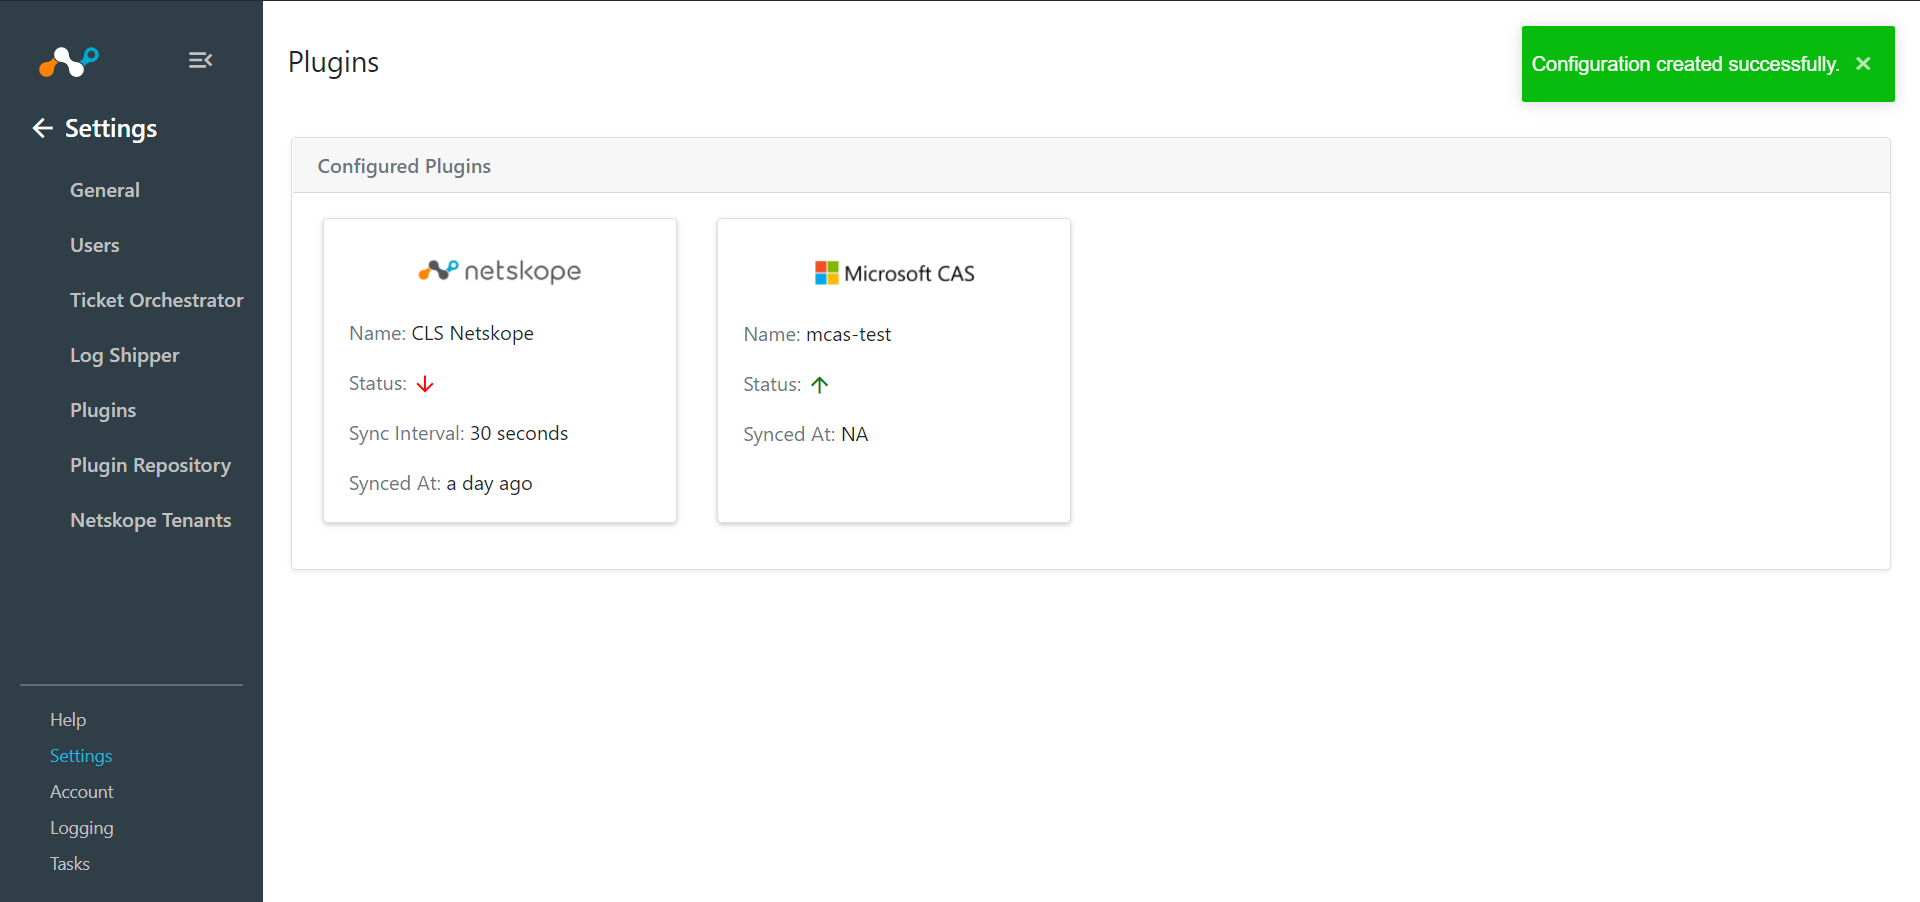 Settings
General
Users
Ticket Orchestrator
Log Shipper
Plugins
Plugin Repository
Netskope Tenants
Help
Settings
Account
Logging
Tasks
Plugins
Configuration created successfully.
Configured Plugins
netskope
Name: CLS Netskope
Status:
Sync Interval: 30 seconds
Synced At: a day ago
Microsoft CAS
Name: mcas-test
Status:
Synced At: NA